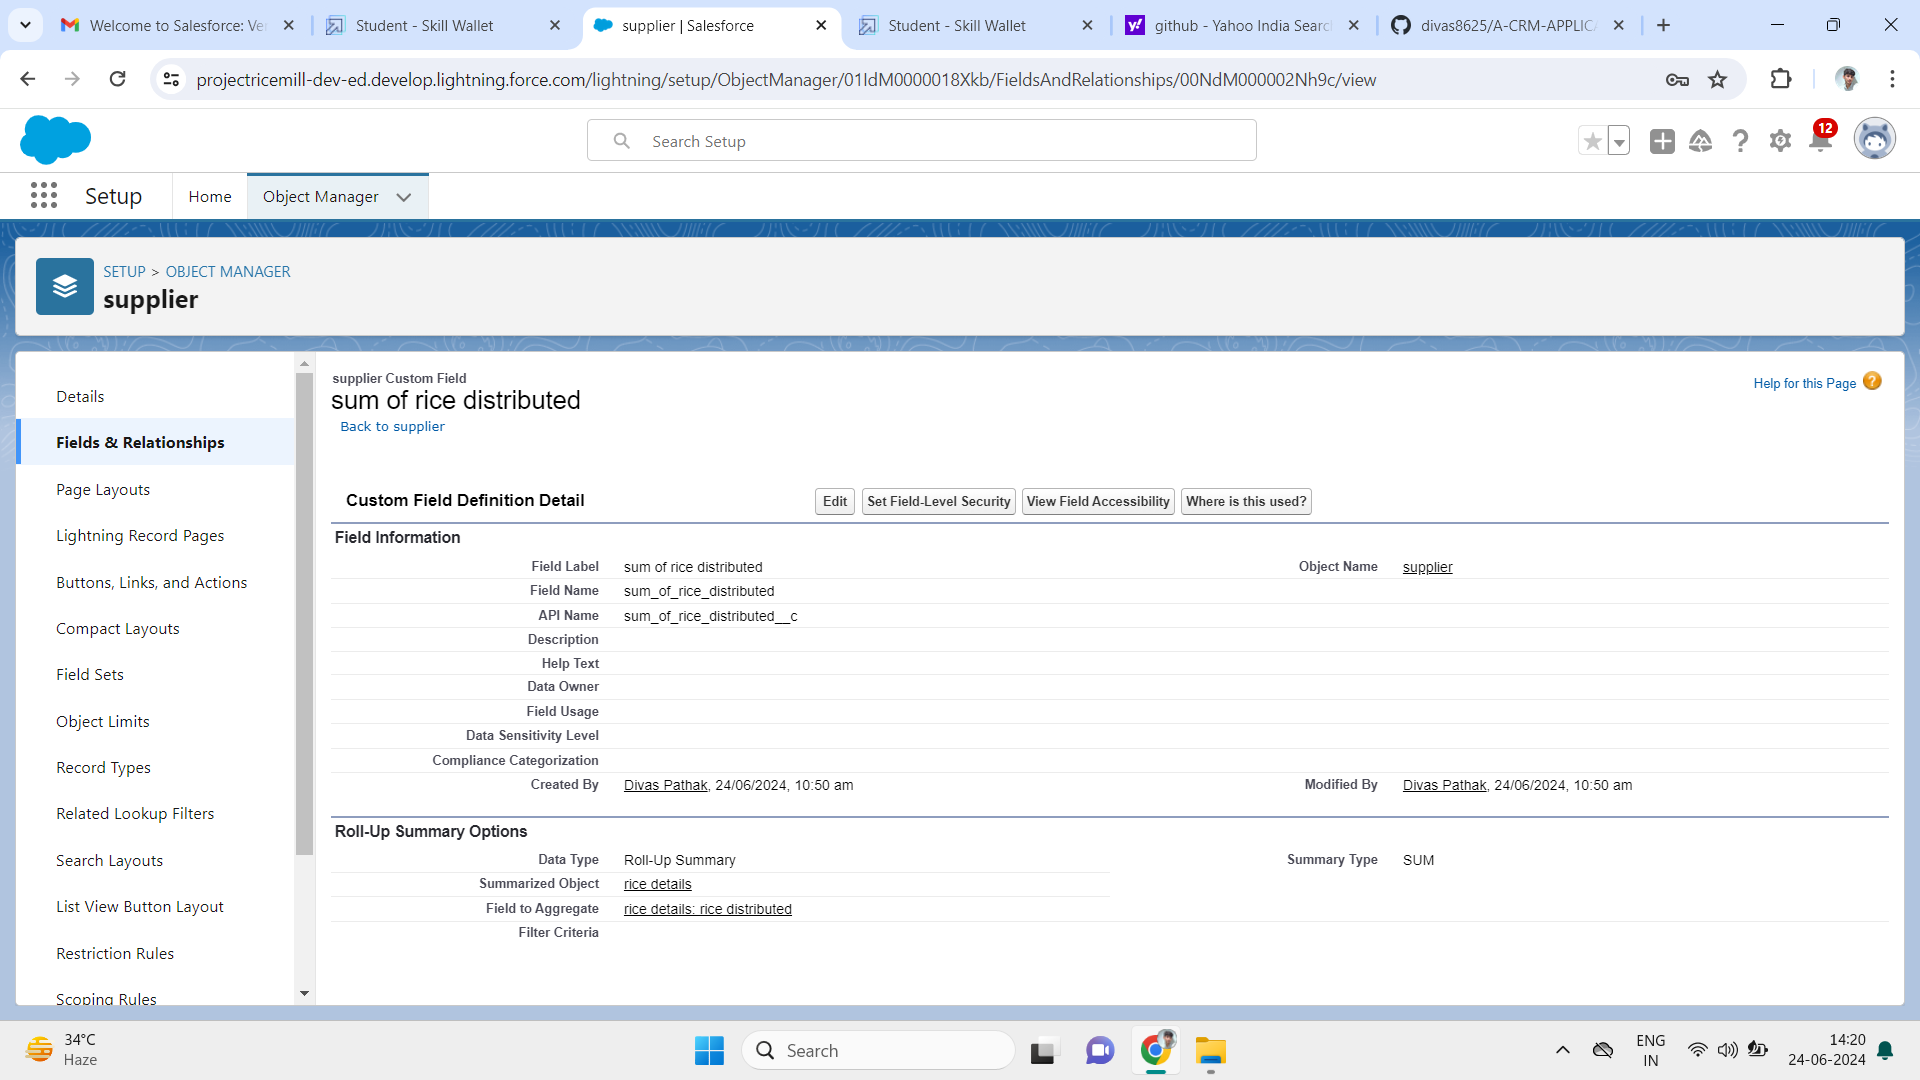 Welcome to Salesforce: Ver
Student - Skill Wallet
supplier | Salesforce
Student - Skill Wallet
github - Yahoo India Searc
divas8625/A-CRM-APPLICA
projectricemill-dev-ed.develop.lightning.force.com/lightning/setup/ObjectManager/01IdM0000018Xkb/FieldsAndRelationships/00NdM000002Nh9c/view
Search Setup
12
Setup
Home
Object Manager
SETUP > OBJECT MANAGER
supplier
Details
Fields & Relationships
Page Layouts
Lightning Record Pages
Buttons, Links, and Actions
Compact Layouts
Field Sets
Object Limits
Record Types
Related Lookup Filters
Search Layouts
List View Button Layout
Restriction Rules
Scoping Rules
supplier Custom Field
sum of rice distributed
Back to supplier
Help for this Page
Custom Field Definition Detail
Edit
Set Field-Level Security
View Field Accessibility
Where is this used?
Field Information
Field Label sum of rice distributed Object Name supplier
Field Name sum_of_rice_distributed
API Name sum_of_rice_distributed__c
Description
Help Text
Data Owner
Field Usage
Data Sensitivity Level
Compliance Categorization
Created By Divas Pathak, 24/06/2024, 10:50 am Modified By Divas Pathak, 24/06/2024, 10:50 am
Roll-Up Summary Options
Data Type Roll-Up Summary Summary Type SUM
Summarized Object rice details
Field to Aggregate rice details: rice distributed
Filter Criteria
34°C
Haze
Search
ENG
IN
14:20
24-06-2024